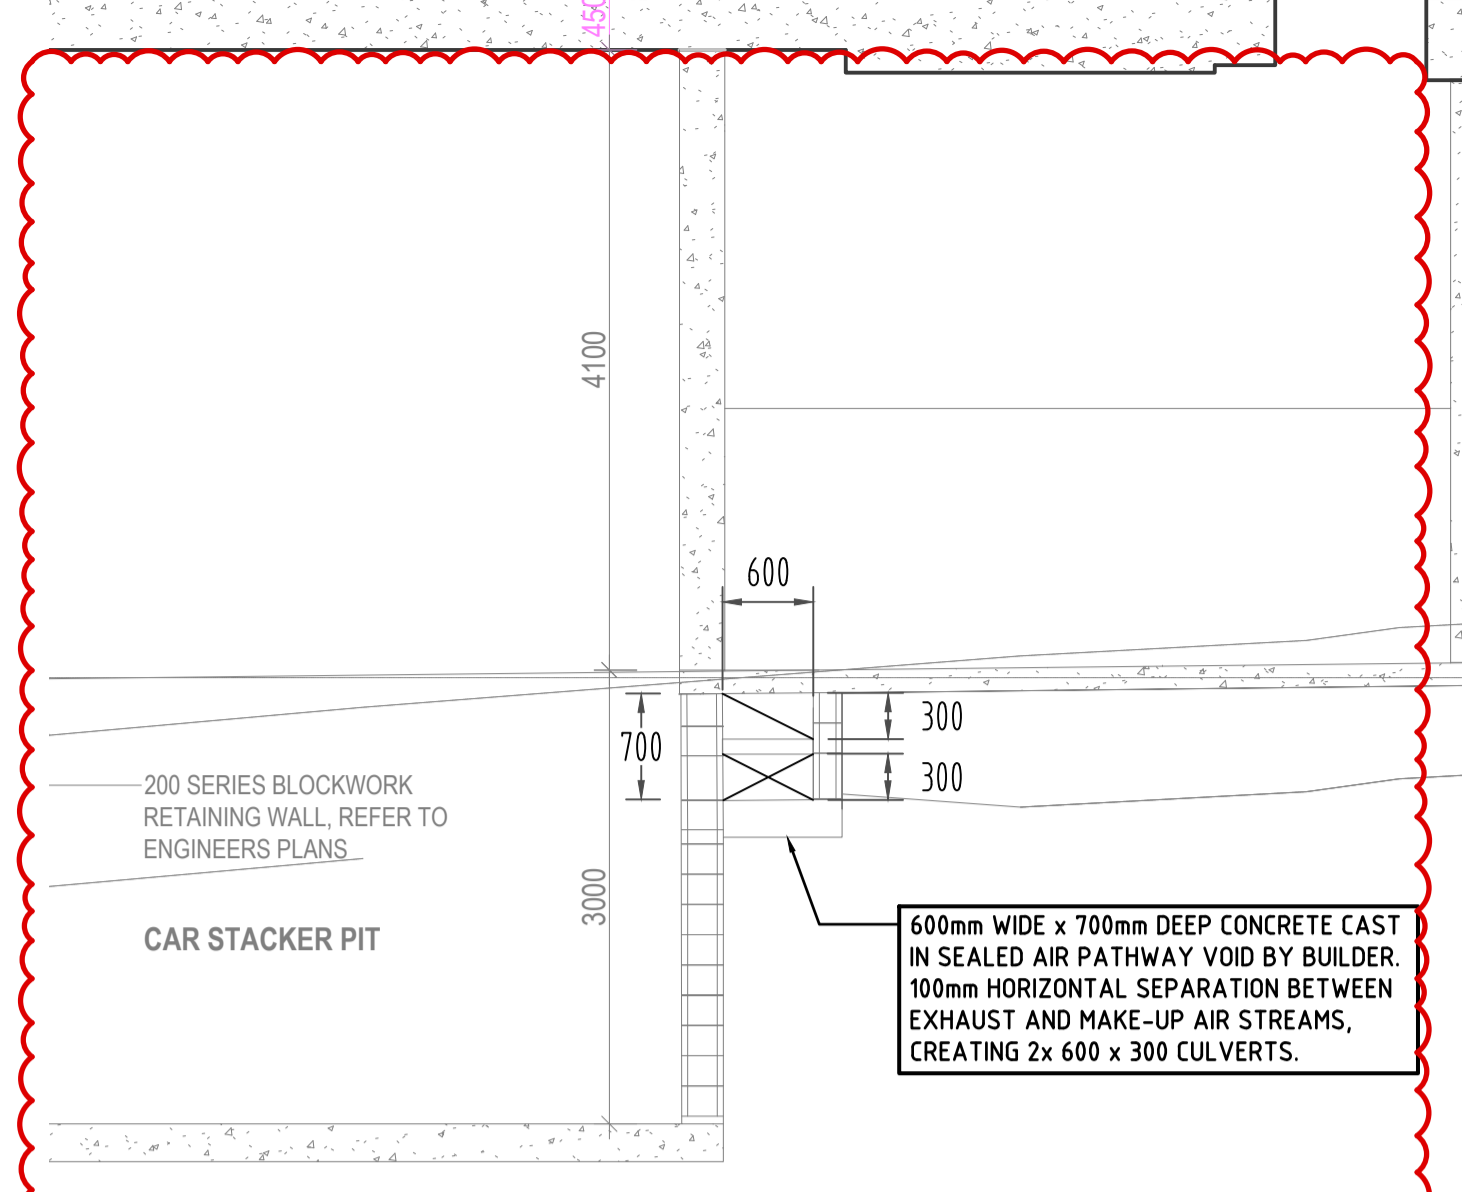 450
4100
600
700
300
300
200 SERIES BLOCKWORK
RETAINING WALL, REFER TO
ENGINEERS PLANS
3000
CAR STACKER PIT
600mm WIDE x 700mm DEEP CONCRETE CAST
IN SEALED AIR PATHWAY VOID BY BUILDER.
100mm HORIZONTAL SEPARATION BETWEEN
EXHAUST AND MAKE-UP AIR STREAMS,
CREATING 2x 600 x 300 CULVERTS.